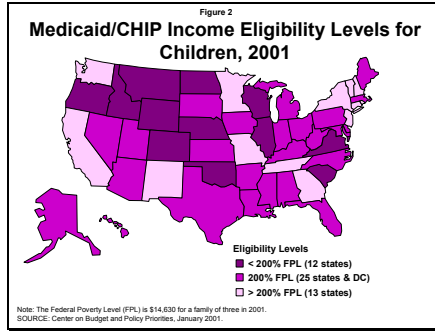 Figure 2
Medicaid/CHIP Income Eligibility Levels for
Children, 2001
Eligibility Levels
< 200% FPL (12 states)
200% FPL (25 states & DC)
> 200% FPL (13 states)
Note: The Federal Poverty Level (FPL) is $14,630 for a family of three in 2001.
SOURCE: Center on Budget and Policy Priorities, January 2001.